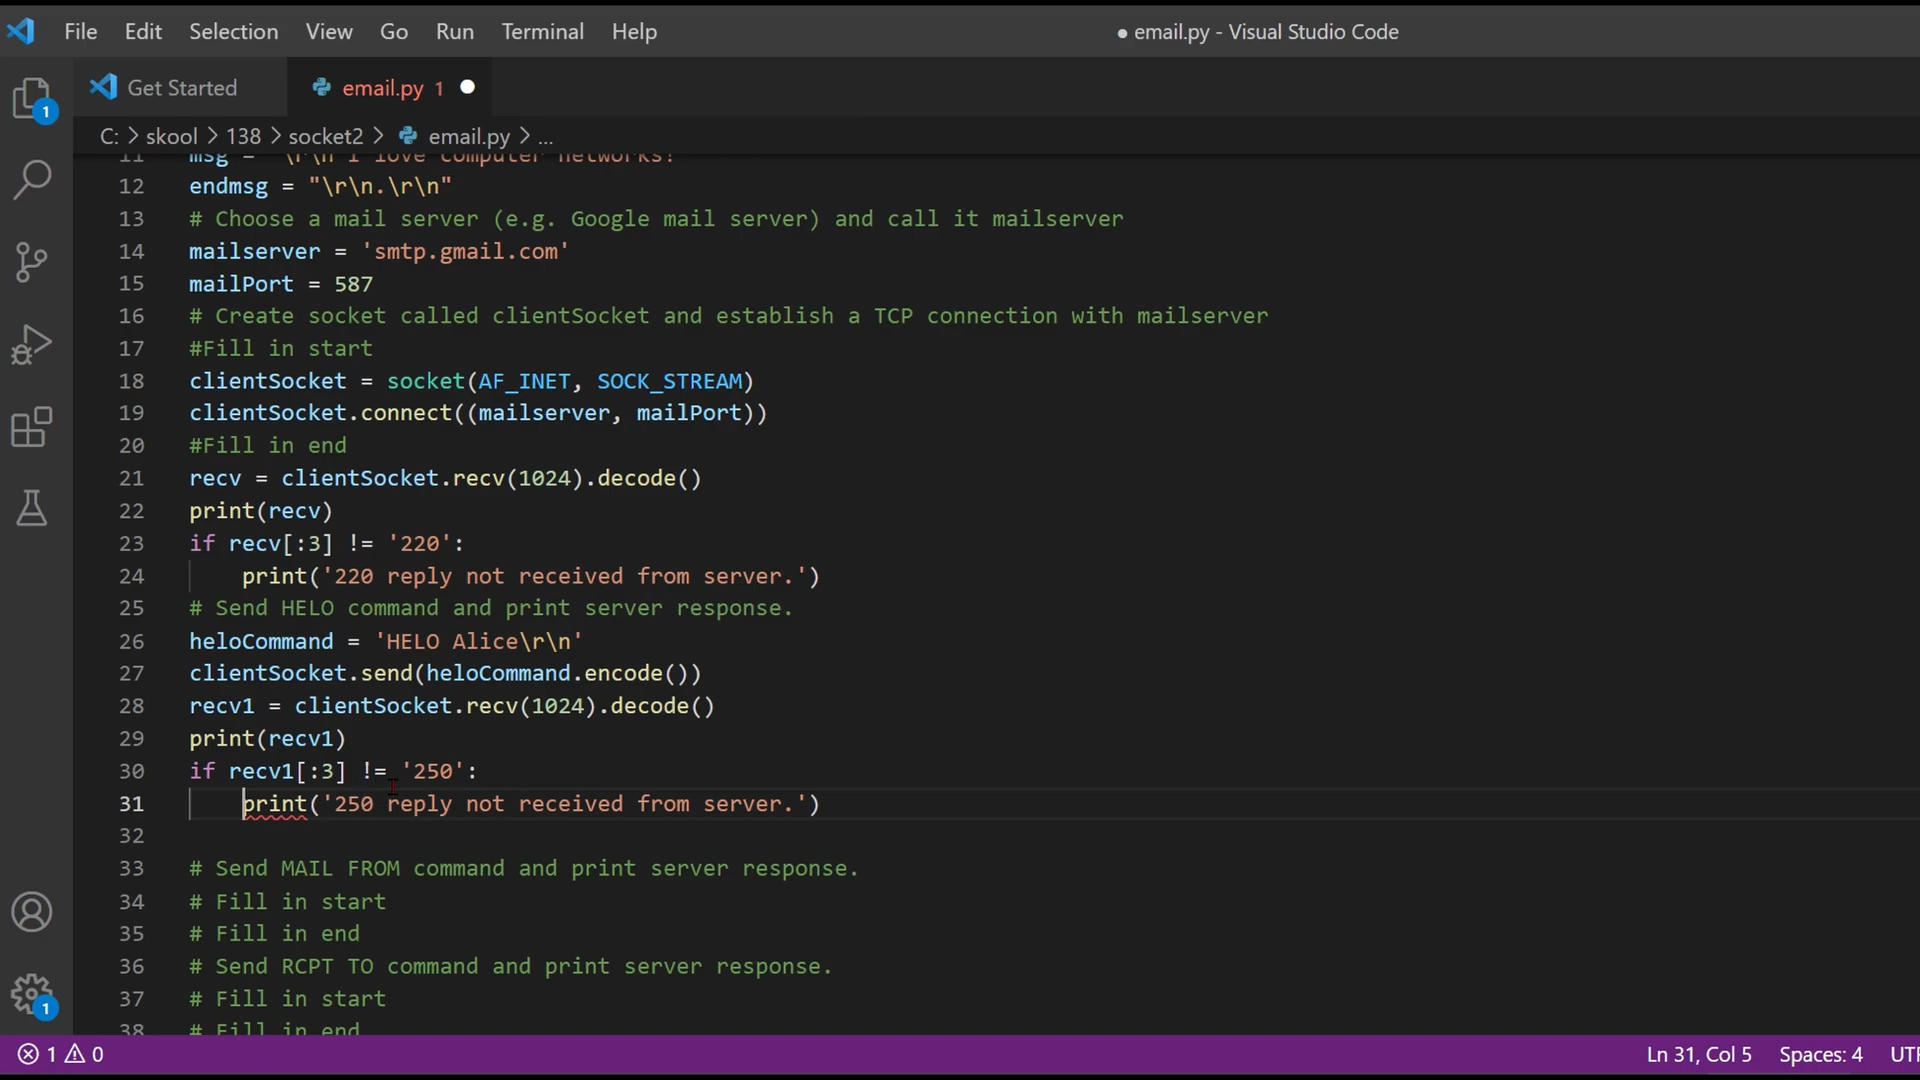 File Edit Selection View Go Run Terminal Help
● email.py - Visual Studio Code
Get Started
email.py 1
C: > skool > 138 > socket2 > email.py > ...
11 msg = "\r\n I love computer networks!
12 endmsg = "\r\n.\r\n"
13 # Choose a mail server (e.g. Google mail server) and call it mailserver
14 mailserver = 'smtp.gmail.com'
15 mailPort = 587
16 # Create socket called clientSocket and establish a TCP connection with mailserver
17 #Fill in start
18 clientSocket = socket(AF_INET, SOCK_STREAM)
19 clientSocket.connect((mailserver, mailPort))
20 #Fill in end
21 recv = clientSocket.recv(1024).decode()
22 print(recv)
23 if recv[:3] != '220':
24 print('220 reply not received from server.')
25 # Send HELO command and print server response.
26 heloCommand = 'HELO Alice\r\n'
27 clientSocket.send(heloCommand.encode())
28 recv1 = clientSocket.recv(1024).decode()
29 print(recv1)
30 if recv1[:3] != '250':
31 print('250 reply not received from server.')
32
33 # Send MAIL FROM command and print server response.
34 # Fill in start
35 # Fill in end
36 # Send RCPT TO command and print server response.
37 # Fill in start
38 # Fill in end
1
1
1 0
Ln 31, Col 5
Spaces: 4